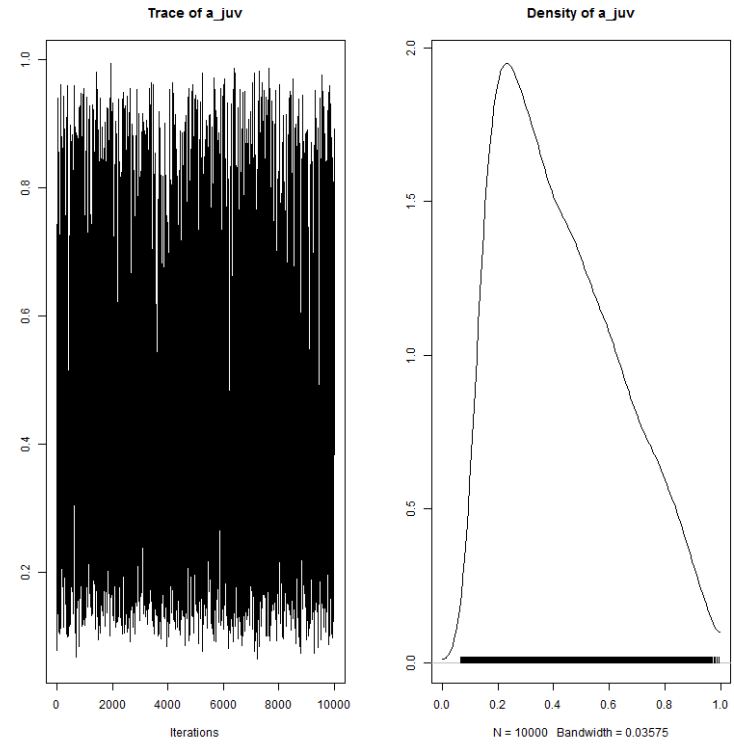 Trace of a_juv
1.0
0.8
0.6
0.4
0.2
0 2000 4000 6000 8000 10000
Iterations
Density of a_juv
2.0
1.5
1.0
0.5
0.0
0.0 0.2 0.4 0.6 0.8 1.0
N = 10000 Bandwidth = 0.03575